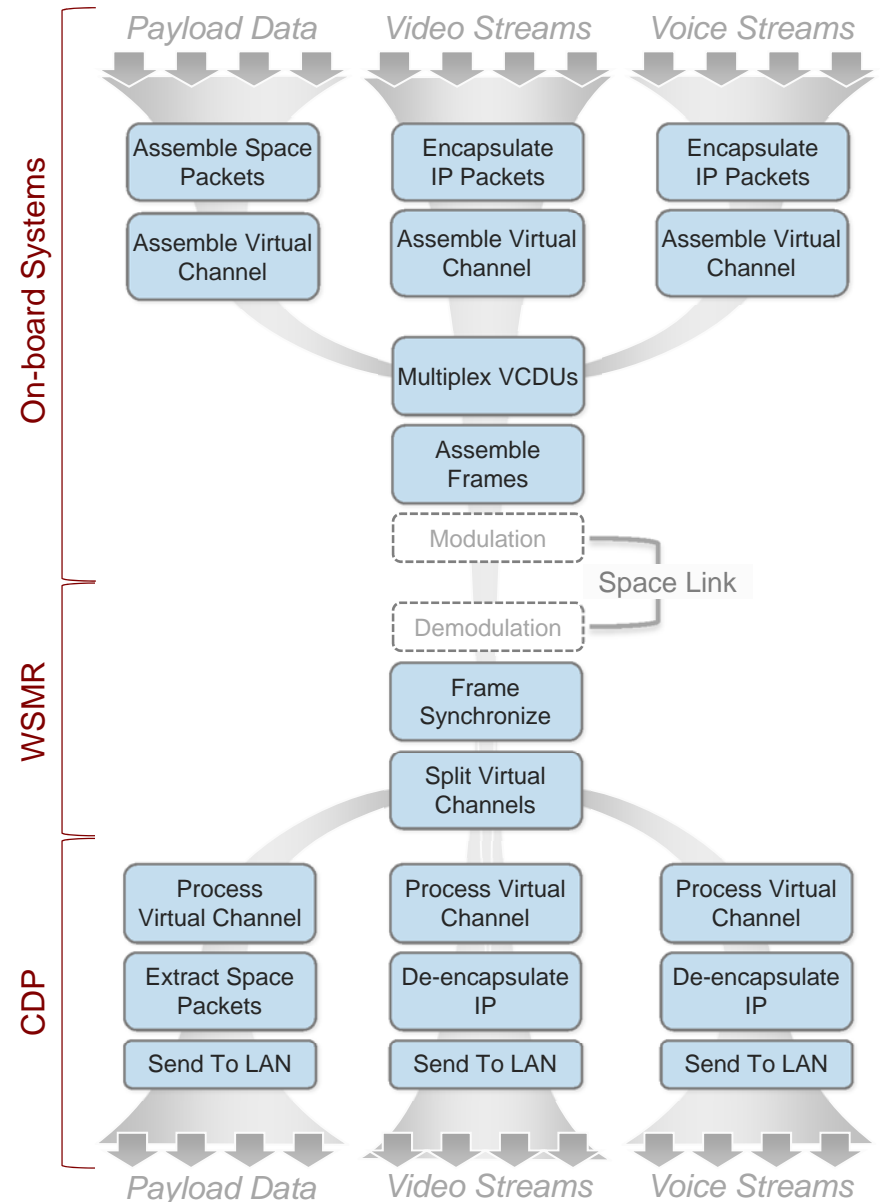 Payload Data
Video Streams
Voice Streams
On-board Systems
Assemble Space
Packets
Encapsulate
IP Packets
Encapsulate
IP Packets
Assemble Virtual
Channel
Assemble Virtual
Channel
Assemble Virtual
Channel
Multiplex VCDUs
Assemble
Frames
Modulation
Space Link
WSMR
Demodulation
Frame
Synchronize
Split Virtual
Channels
CDP
Process
Virtual Channel
Process Virtual
Channel
Process Virtual
Channel
Extract Space
Packets
De-encapsulate
IP
De-encapsulate
IP
Send To LAN
Send To LAN
Send To LAN
Payload Data
Video Streams
Voice Streams